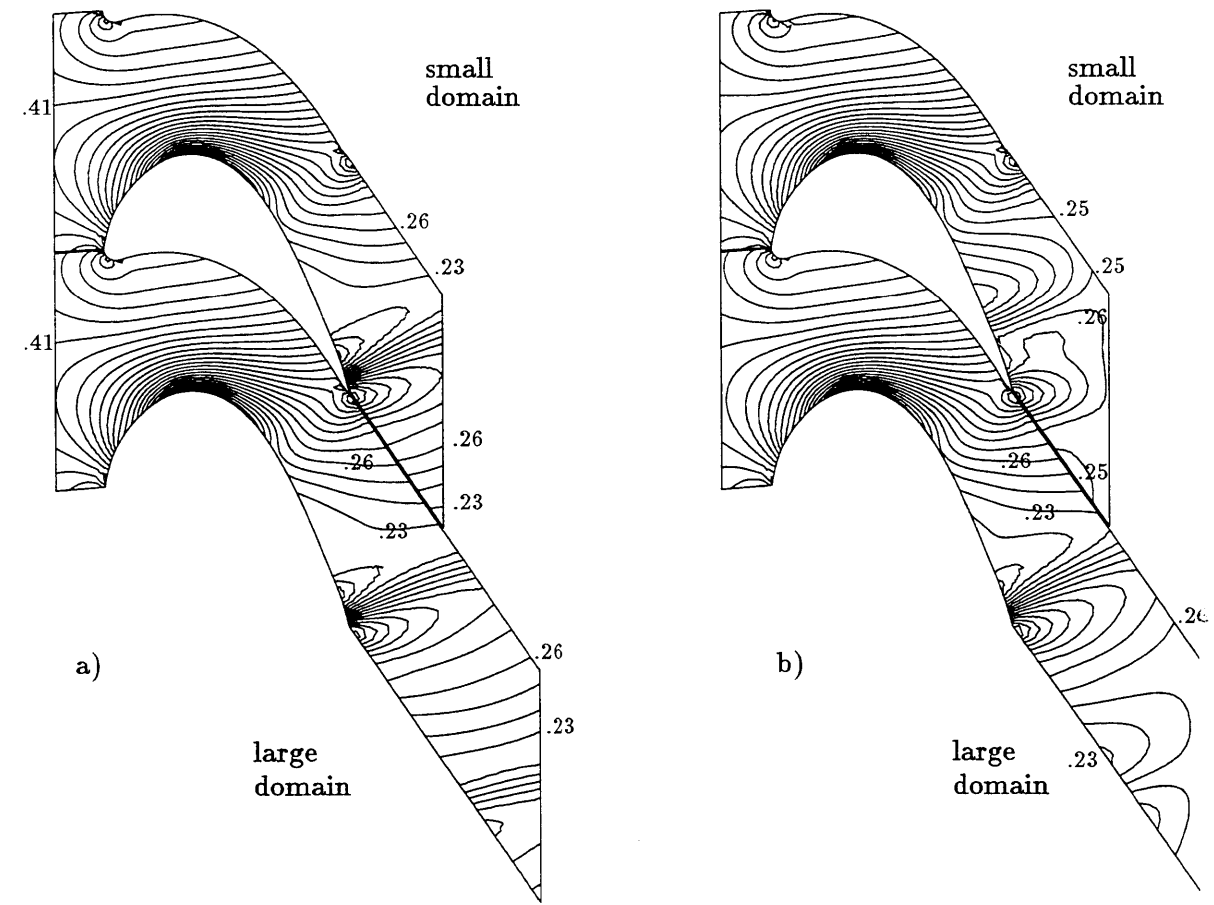 small
domain
.41
.26
.23
.41
.26
.26
.23
.23
a)
.26
.23
large
domain
small
domain
.25
.25
.26
.26
.25
.23
.26
b)
large
domain
.23